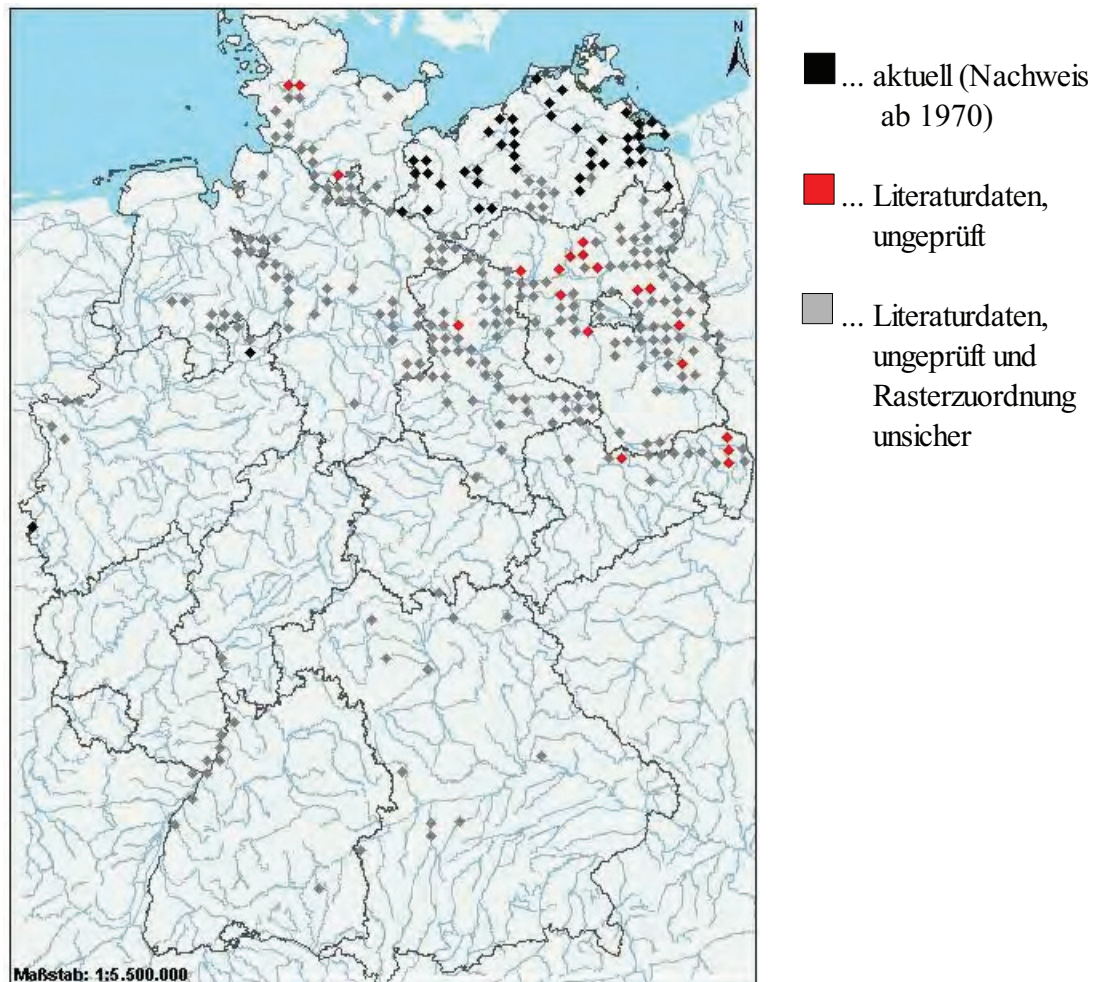 N
... aktuell (Nachweis
ab 1970)
... Literaturdaten,
ungeprüft
... Literaturdaten,
ungeprüft und
Rasterzuordnung
unsicher
Maßstab: 1:5.500.000